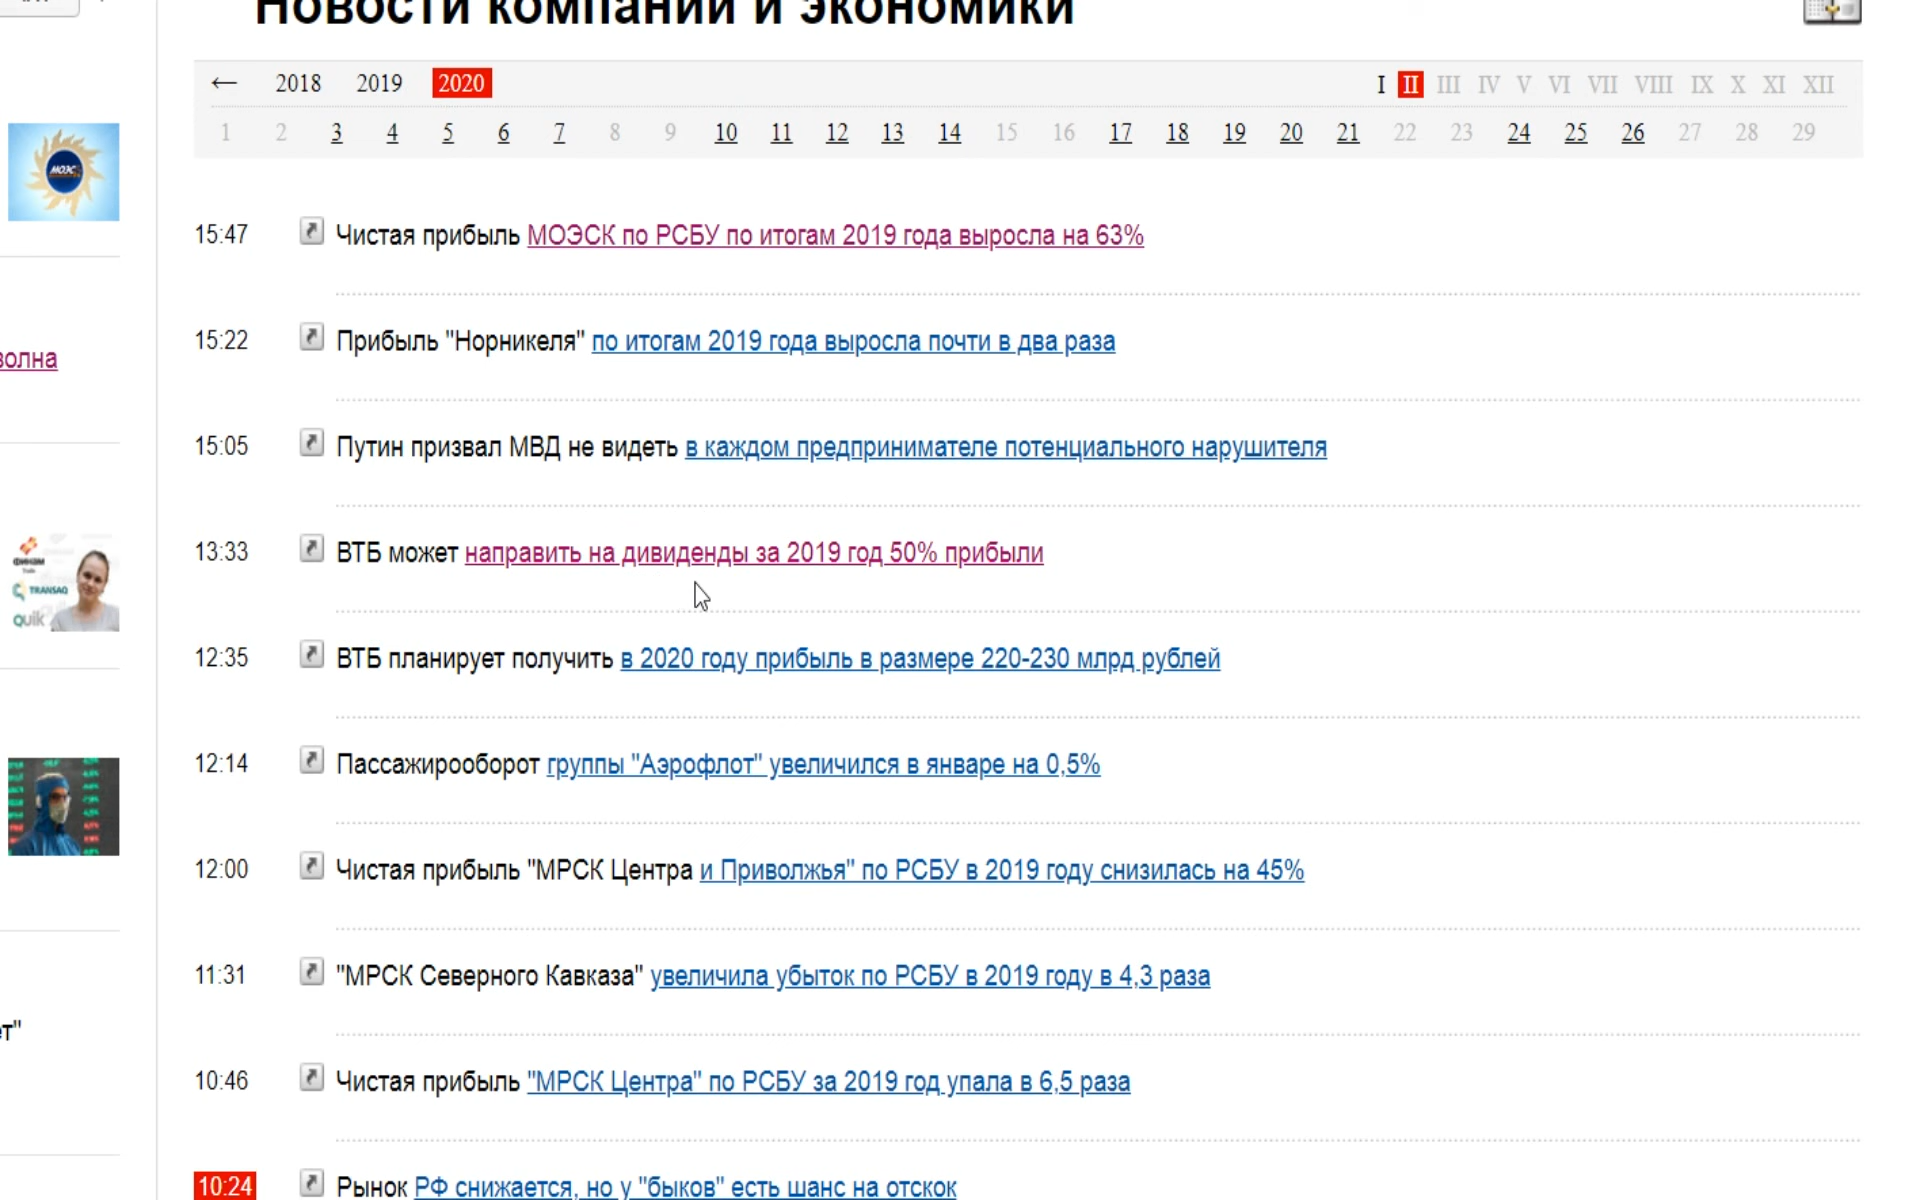 Новости компаний и экономики
← 2018 2019 2020 I II III IV V VI VII VIII IX X XI XII
1 2 3 4 5 6 7 8 9 10 11 12 13 14 15 16 17 18 19 20 21 22 23 24 25 26 27 28 29
15:47 Чистая прибыль МОЭСК по РСБУ по итогам 2019 года выросла на 63%
15:22 Прибыль "Норникеля" по итогам 2019 года выросла почти в два раза
волна
15:05 Путин призвал МВД не видеть в каждом предпринимателе потенциального нарушителя
13:33 ВТБ может направить на дивиденды за 2019 год 50% прибыли
финам
TRANSAQ
quik
12:35 ВТБ планирует получить в 2020 году прибыль в размере 220-230 млрд рублей
12:14 Пассажирооборот группы "Аэрофлот" увеличился в январе на 0,5%
12:00 Чистая прибыль "МРСК Центра и Приволжья" по РСБУ в 2019 году снизилась на 45%
11:31 "МРСК Северного Кавказа" увеличила убыток по РСБУ в 2019 году в 4,3 раза
ет"
10:46 Чистая прибыль "МРСК Центра" по РСБУ за 2019 год упала в 6,5 раза
10:24 Рынок РФ снижается, но у "быков" есть шанс на отскок